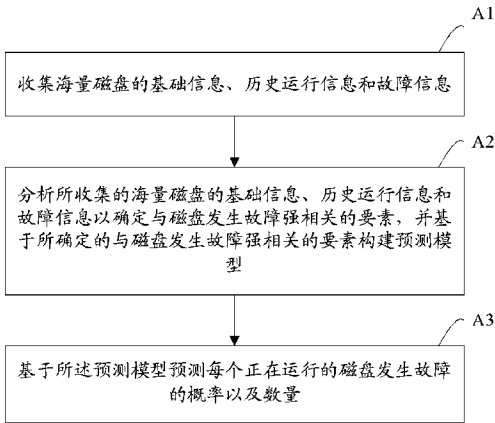 A1
收集海量磁盘的基础信息、历史运行信息和故障信息
A2
分析所收集的海量磁盘的基础信息、历史运行信息和
故障信息以确定与磁盘发生故障强相关的要素，并基
于所确定的与磁盘发生故障强相关的要素构建预测模
型
A3
基于所述预测模型预测每个正在运行的磁盘发生故障
的概率以及数量